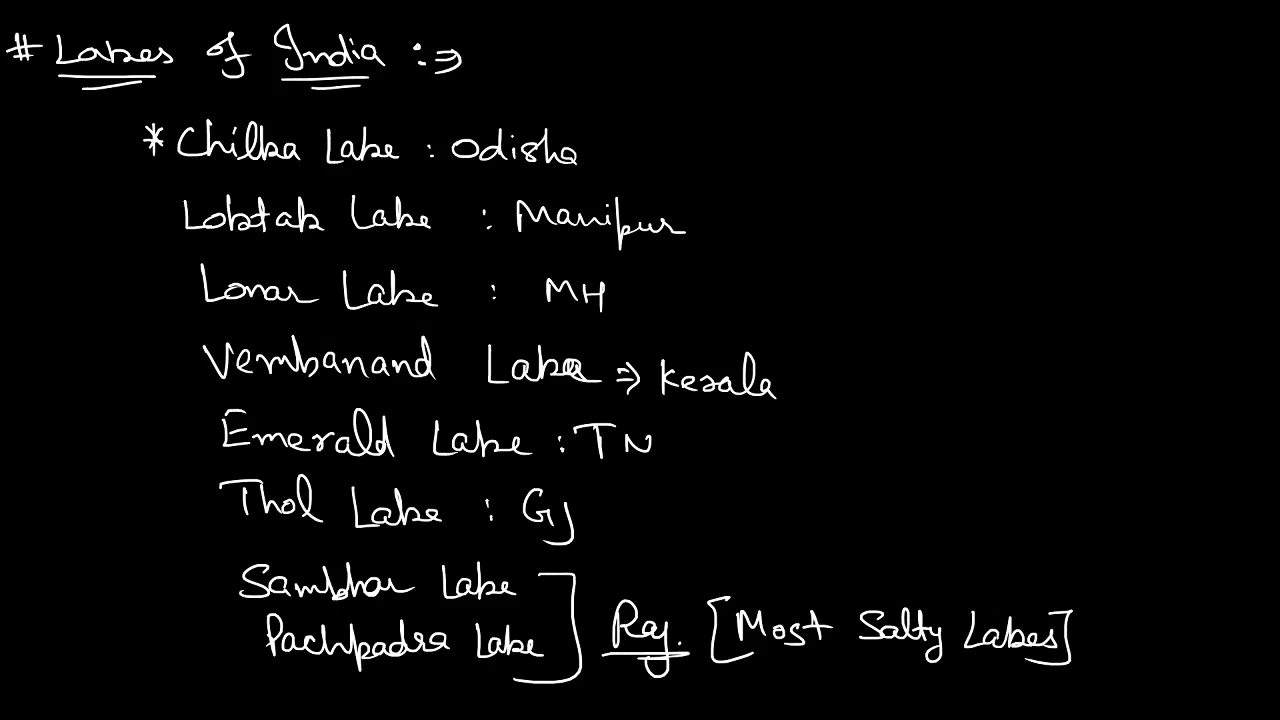 # Lakes of India :⇒
* Chilka Lake : Odisha
Loktak Lake : Manipur
Lonar Lake : MH
Vembanand Lake ⇒ Kerala
Emerald Lake : TN
Thol Lake : GJ
Sambhar Lake
Pachpadra Lake ] Raj. [Most Salty Lakes]